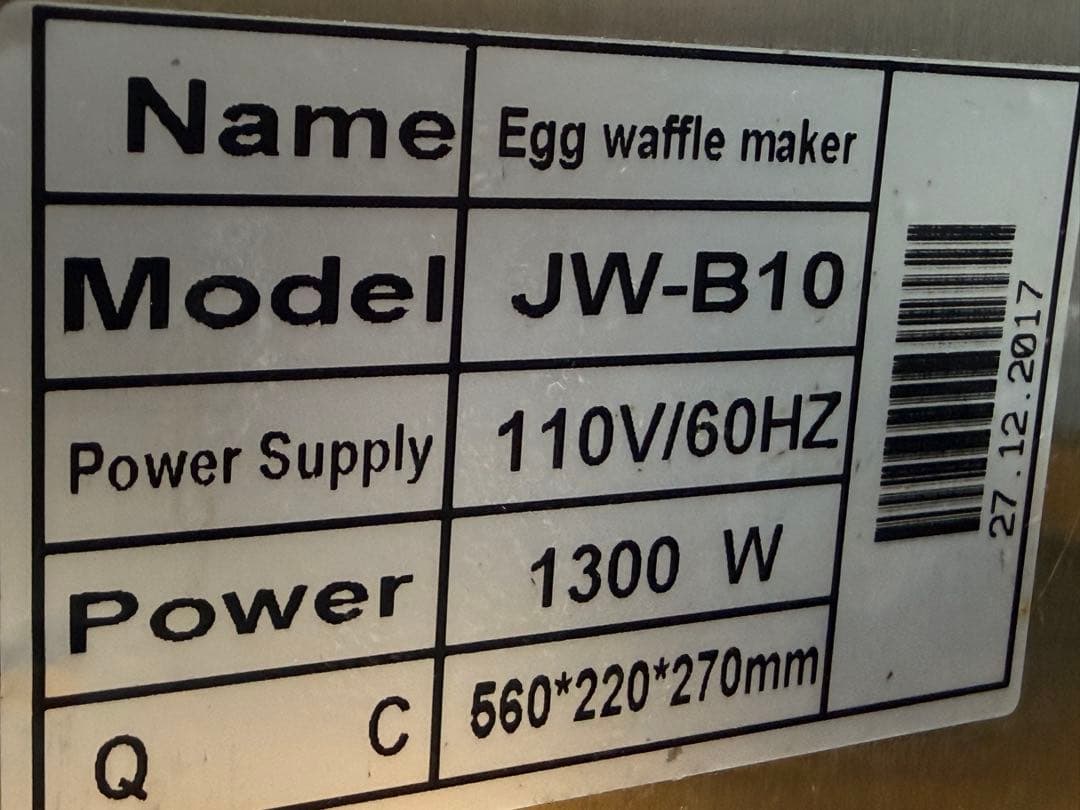 Name Egg waffle maker
Model JW-B10
Power Supply 110V/60HZ
Power 1300 W
Q C 560*220*270mm
27.12.2017